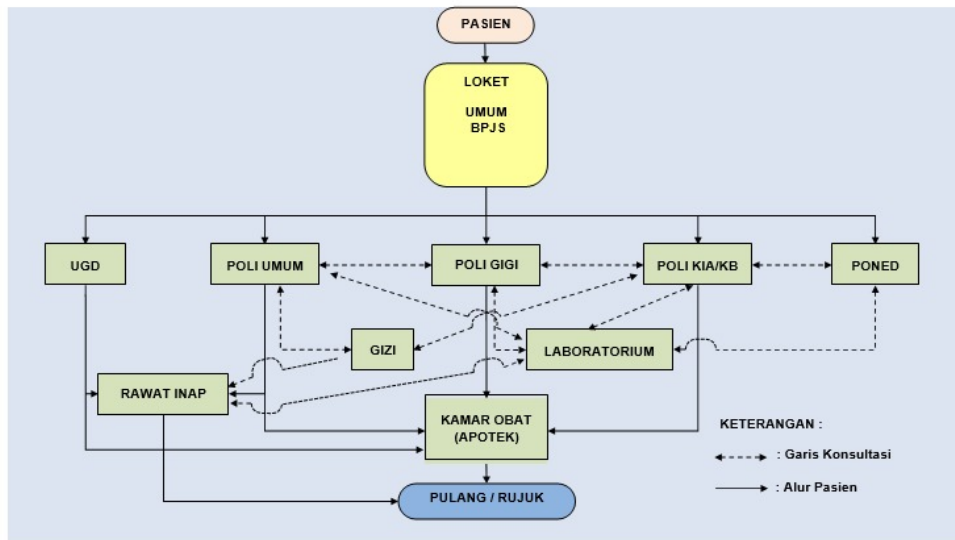 PASIEN
LOKET
UMUM
BPJS
UGD
POLI UMUM
POLI GIGI
POLI KIA/KB
PONED
GIZI
LABORATORIUM
RAWAT INAP
KAMAR OBAT
(APOTEK)
KETERANGAN :
: Garis Konsultasi
: Alur Pasien
PULANG / RUJUK